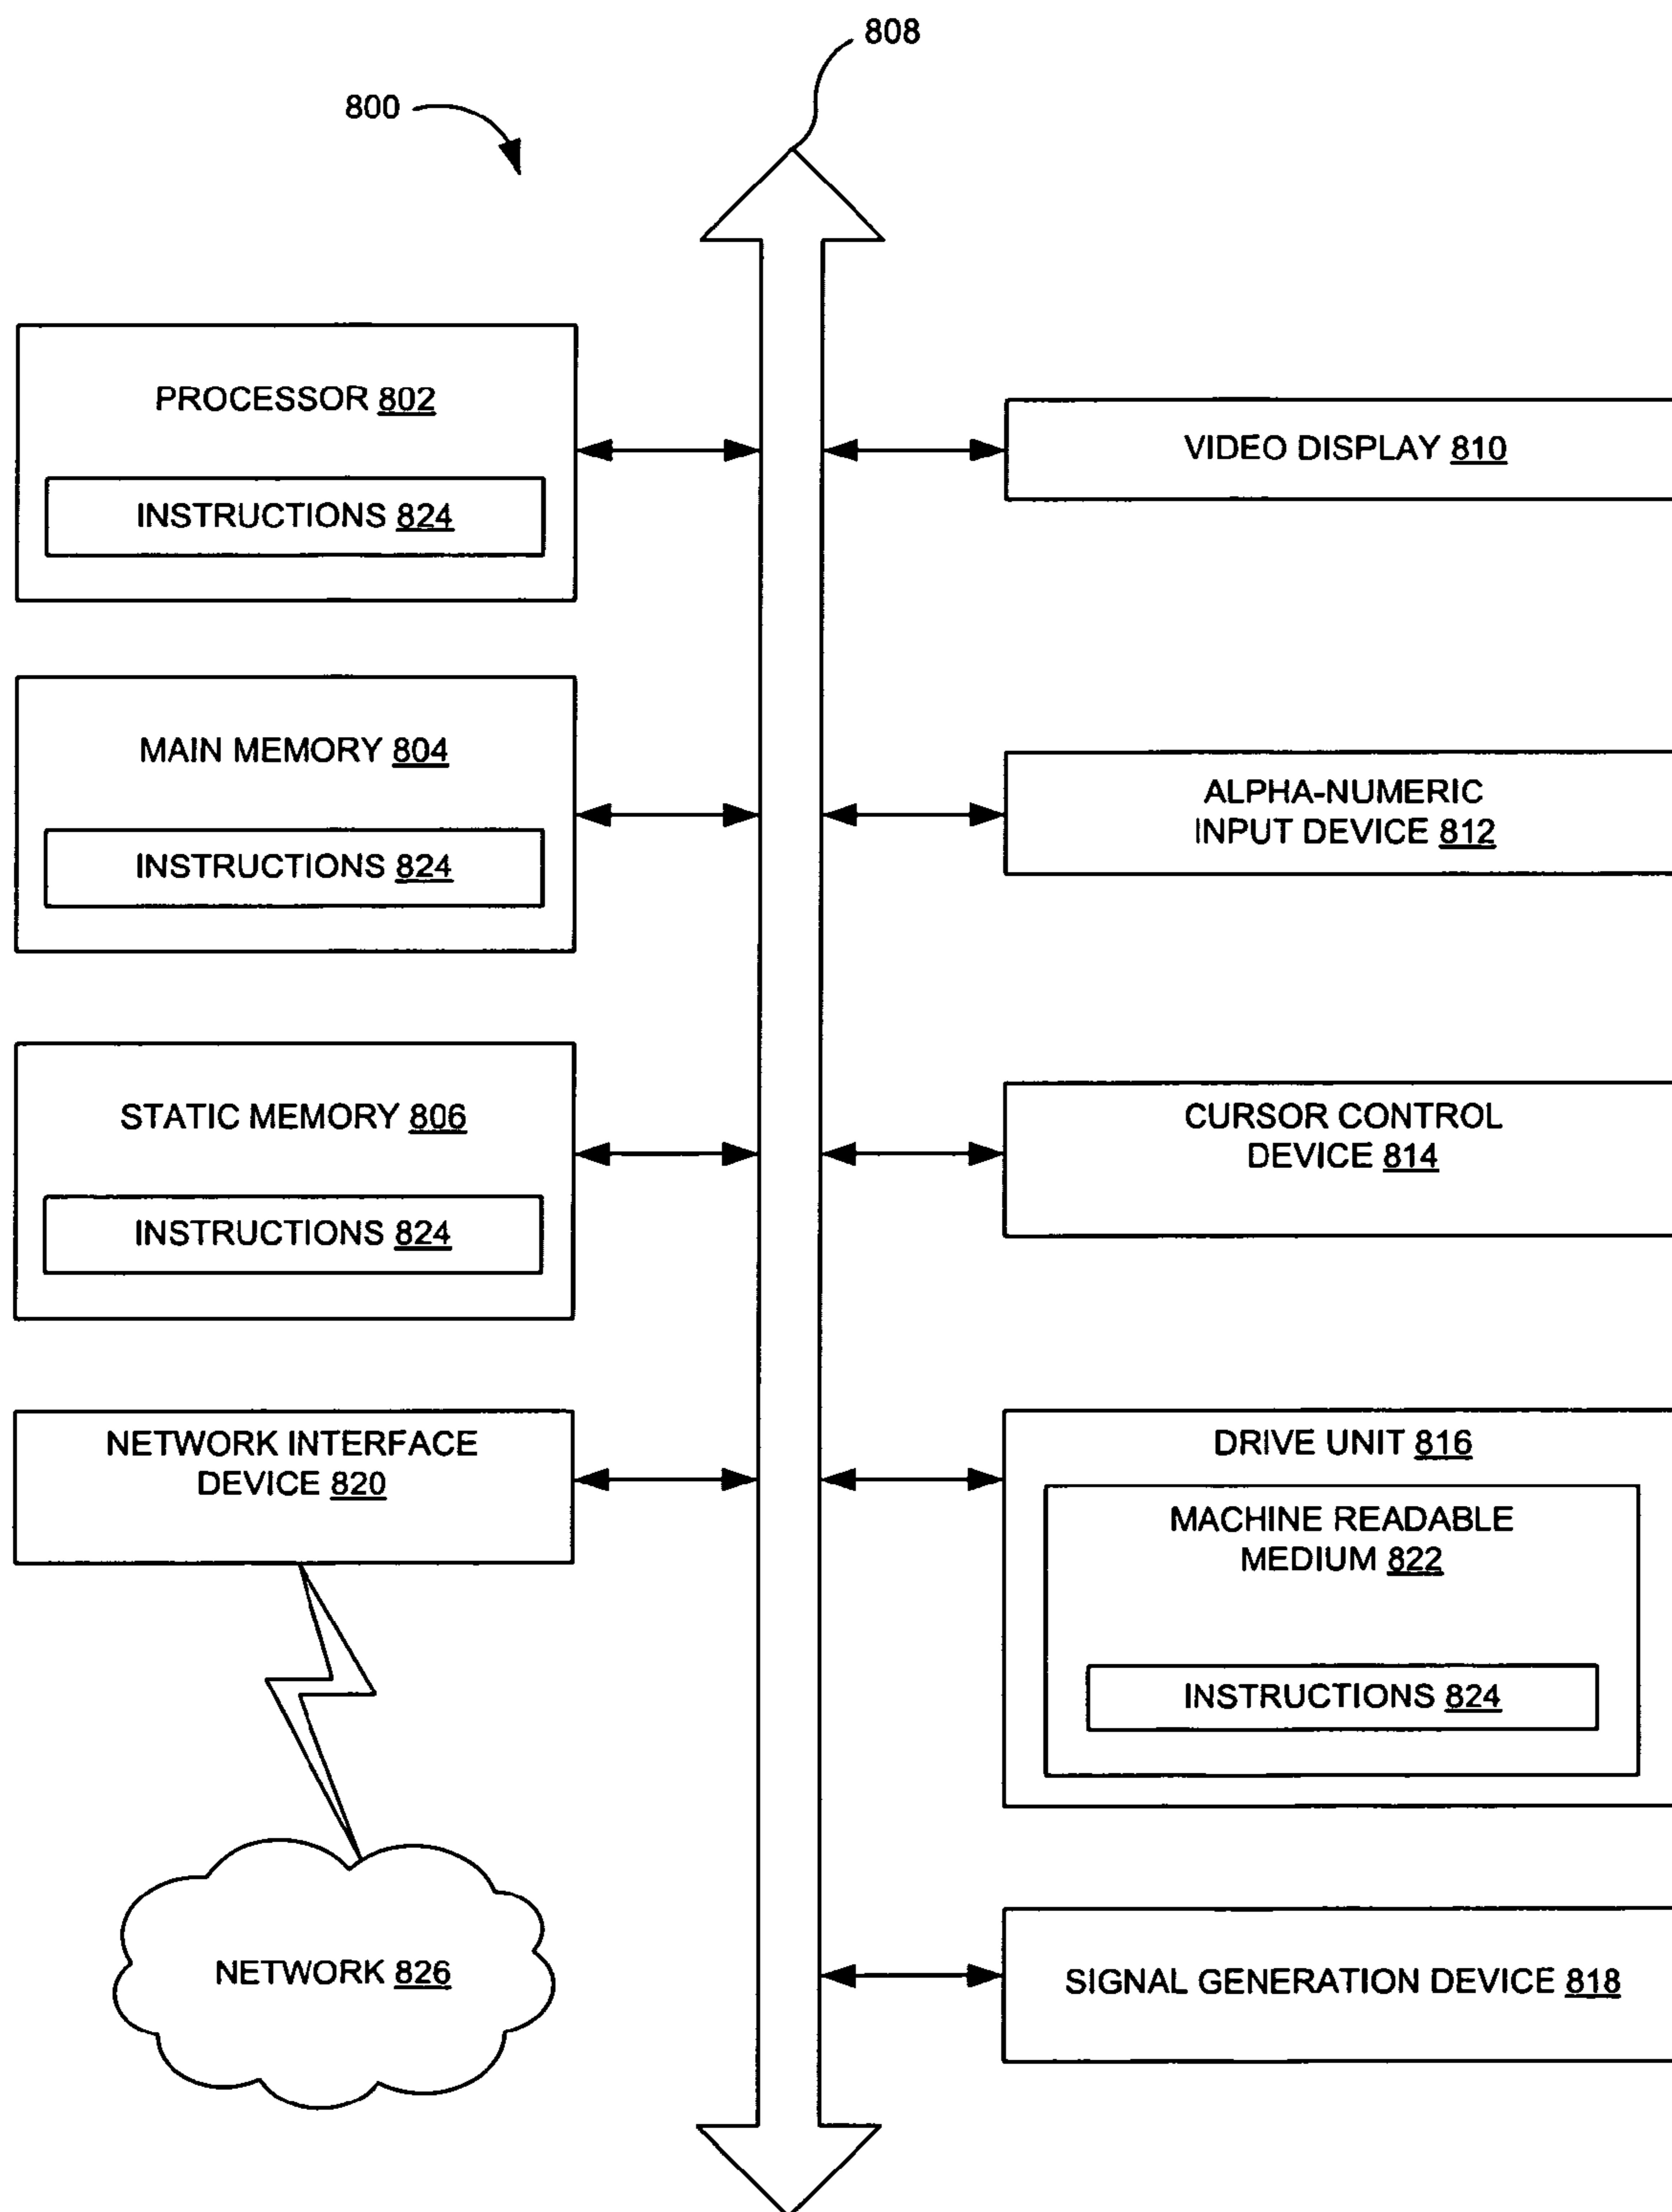 808
800
PROCESSOR 802
INSTRUCTIONS 824
MAIN MEMORY 804
INSTRUCTIONS 824
STATIC MEMORY 806
INSTRUCTIONS 824
NETWORK INTERFACE
DEVICE 820
NETWORK 826
VIDEO DISPLAY 810
ALPHA-NUMERIC
INPUT DEVICE 812
CURSOR CONTROL
DEVICE 814
DRIVE UNIT 816
MACHINE READABLE
MEDIUM 822
INSTRUCTIONS 824
SIGNAL GENERATION DEVICE 818